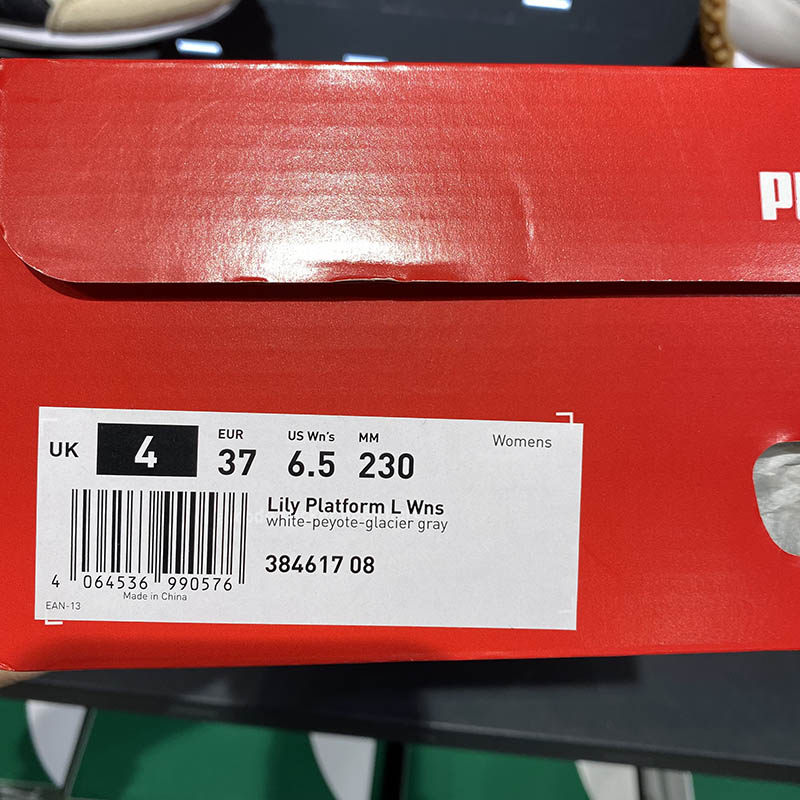 PU
UK 4 EUR 37 US Wn's 6.5 MM 230 Womens
Lily Platform L Wns
white-peyote-glacier gray
384617 08
4 064536 990576
Made in China
EAN-13